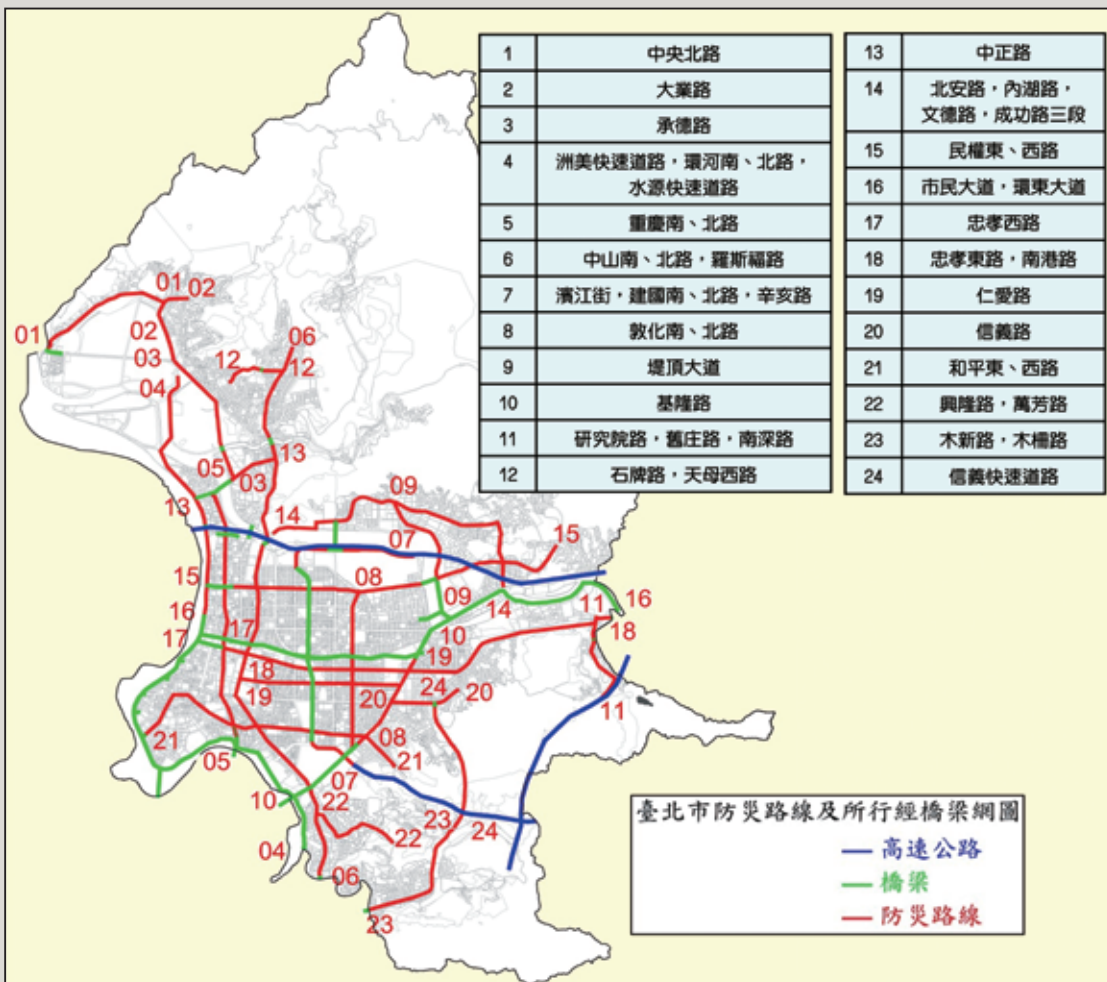 1 中央北路
2 大業路
3 承德路
4 洲美快速道路，環河南、北路，
水源快速道路
5 重慶南、北路
6 中山南、北路，羅斯福路
7 濱江街，建國南、北路，辛亥路
8 敦化南、北路
9 堤頂大道
10 基隆路
11 研究院路，舊庄路，南深路
12 石牌路，天母西路
13 中正路
14 北安路，內湖路，
文德路，成功路三段
15 民權東、西路
16 市民大道，環東大道
17 忠孝西路
18 忠孝東路，南港路
19 仁愛路
20 信義路
21 和平東、西路
22 興隆路，萬芳路
23 木新路，木柵路
24 信義快速道路
01 02
01
02
06
03
12
12
04
05
13
03
09
13
14
07
15
15
08
16
09
14
11
16
17
17
10
18
18
19
19
20
24
20
11
21
05
08
21
07
10
22
23
24
22
04
06
23
臺北市防災路線及所行經橋梁網圖
高速公路
橋梁
防災路線